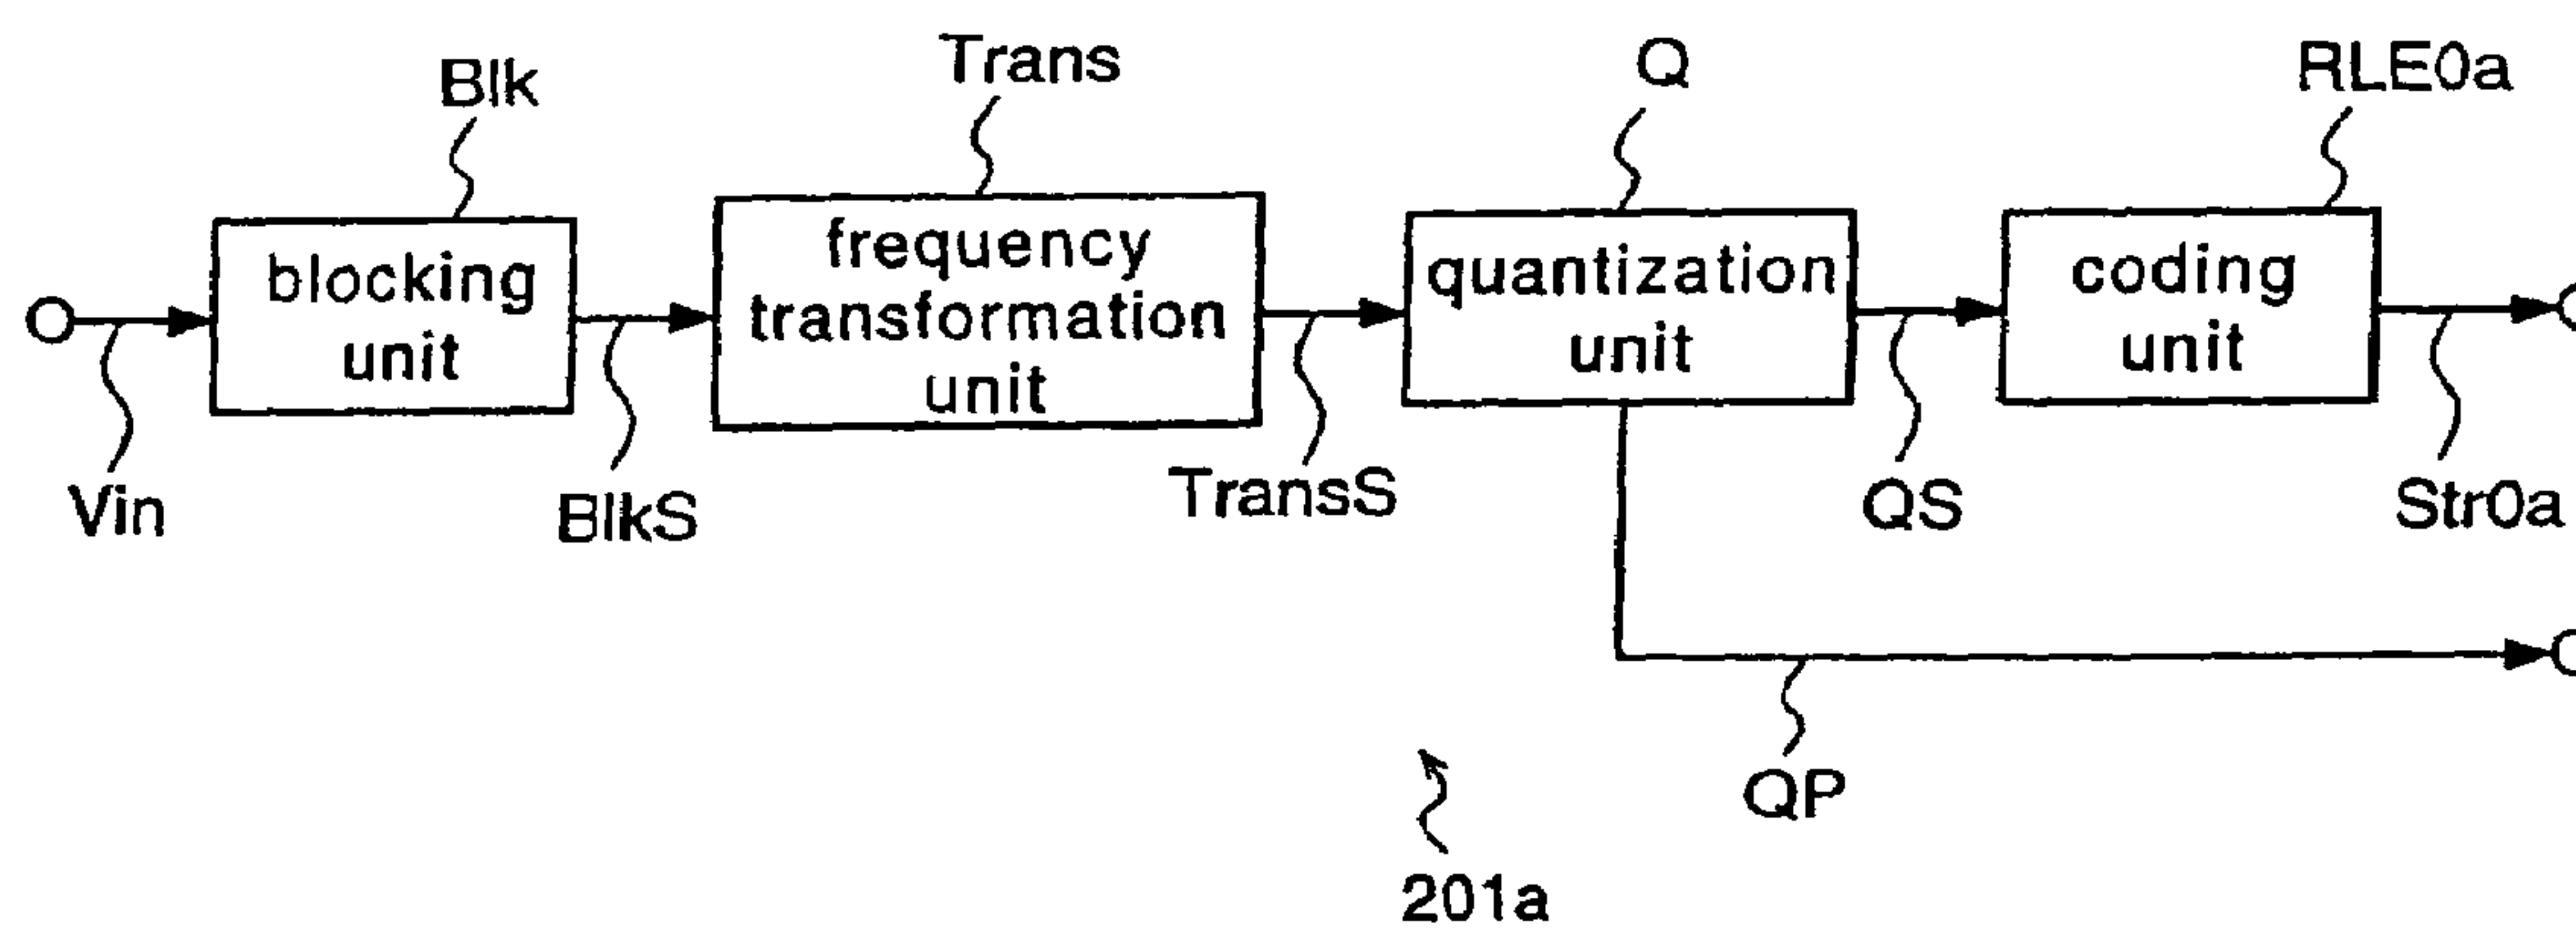 Blk
Trans
Q
RLE0a
blocking
unit
frequency
transformation
unit
quantization
unit
coding
unit
Vin
BlkS
TransS
QS
Str0a
QP
201a